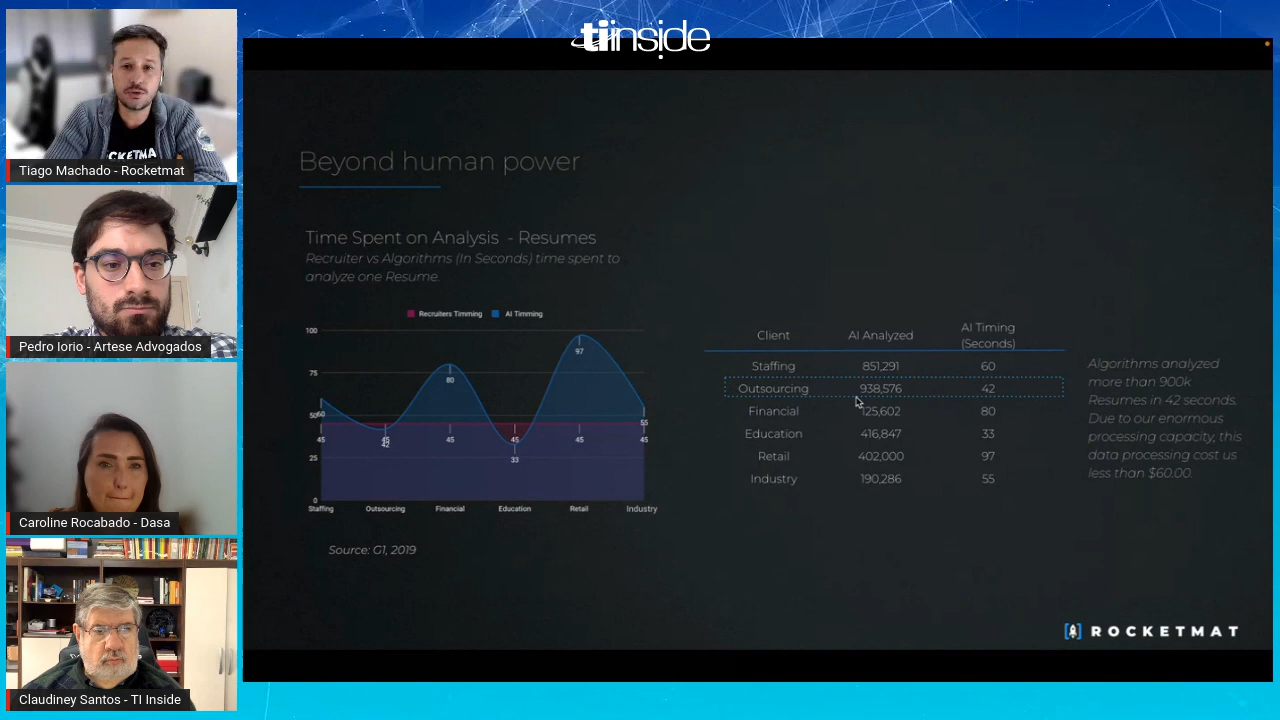 tiinside
CKETMA
Tiago Machado - Rocketmat
Pedro Iorio - Artese Advogados
Caroline Rocabado - Dasa
Claudiney Santos - TI Inside
Beyond human power
Time Spent on Analysis - Resumes
Recruiter vs Algorithms (In Seconds) time spent to
analyze one Resume.
Recruiters Timming AI Timming
100
75
50
25
0
60 42 80 33 97 55
45 45 45 45 45 45
Staffing Outsourcing Financial Education Retail Industry
Source: G1, 2019
Client AI Analyzed AI Timing
(Seconds)
Staffing 851,291 60
Outsourcing 938,576 42
Financial 125,602 80
Education 416,847 33
Retail 402,000 97
Industry 190,286 55
Algorithms analyzed
more than 900k
Resumes in 42 seconds.
Due to our enormous
processing capacity, this
data processing cost us
less than $60.00.
ROCKETMAT